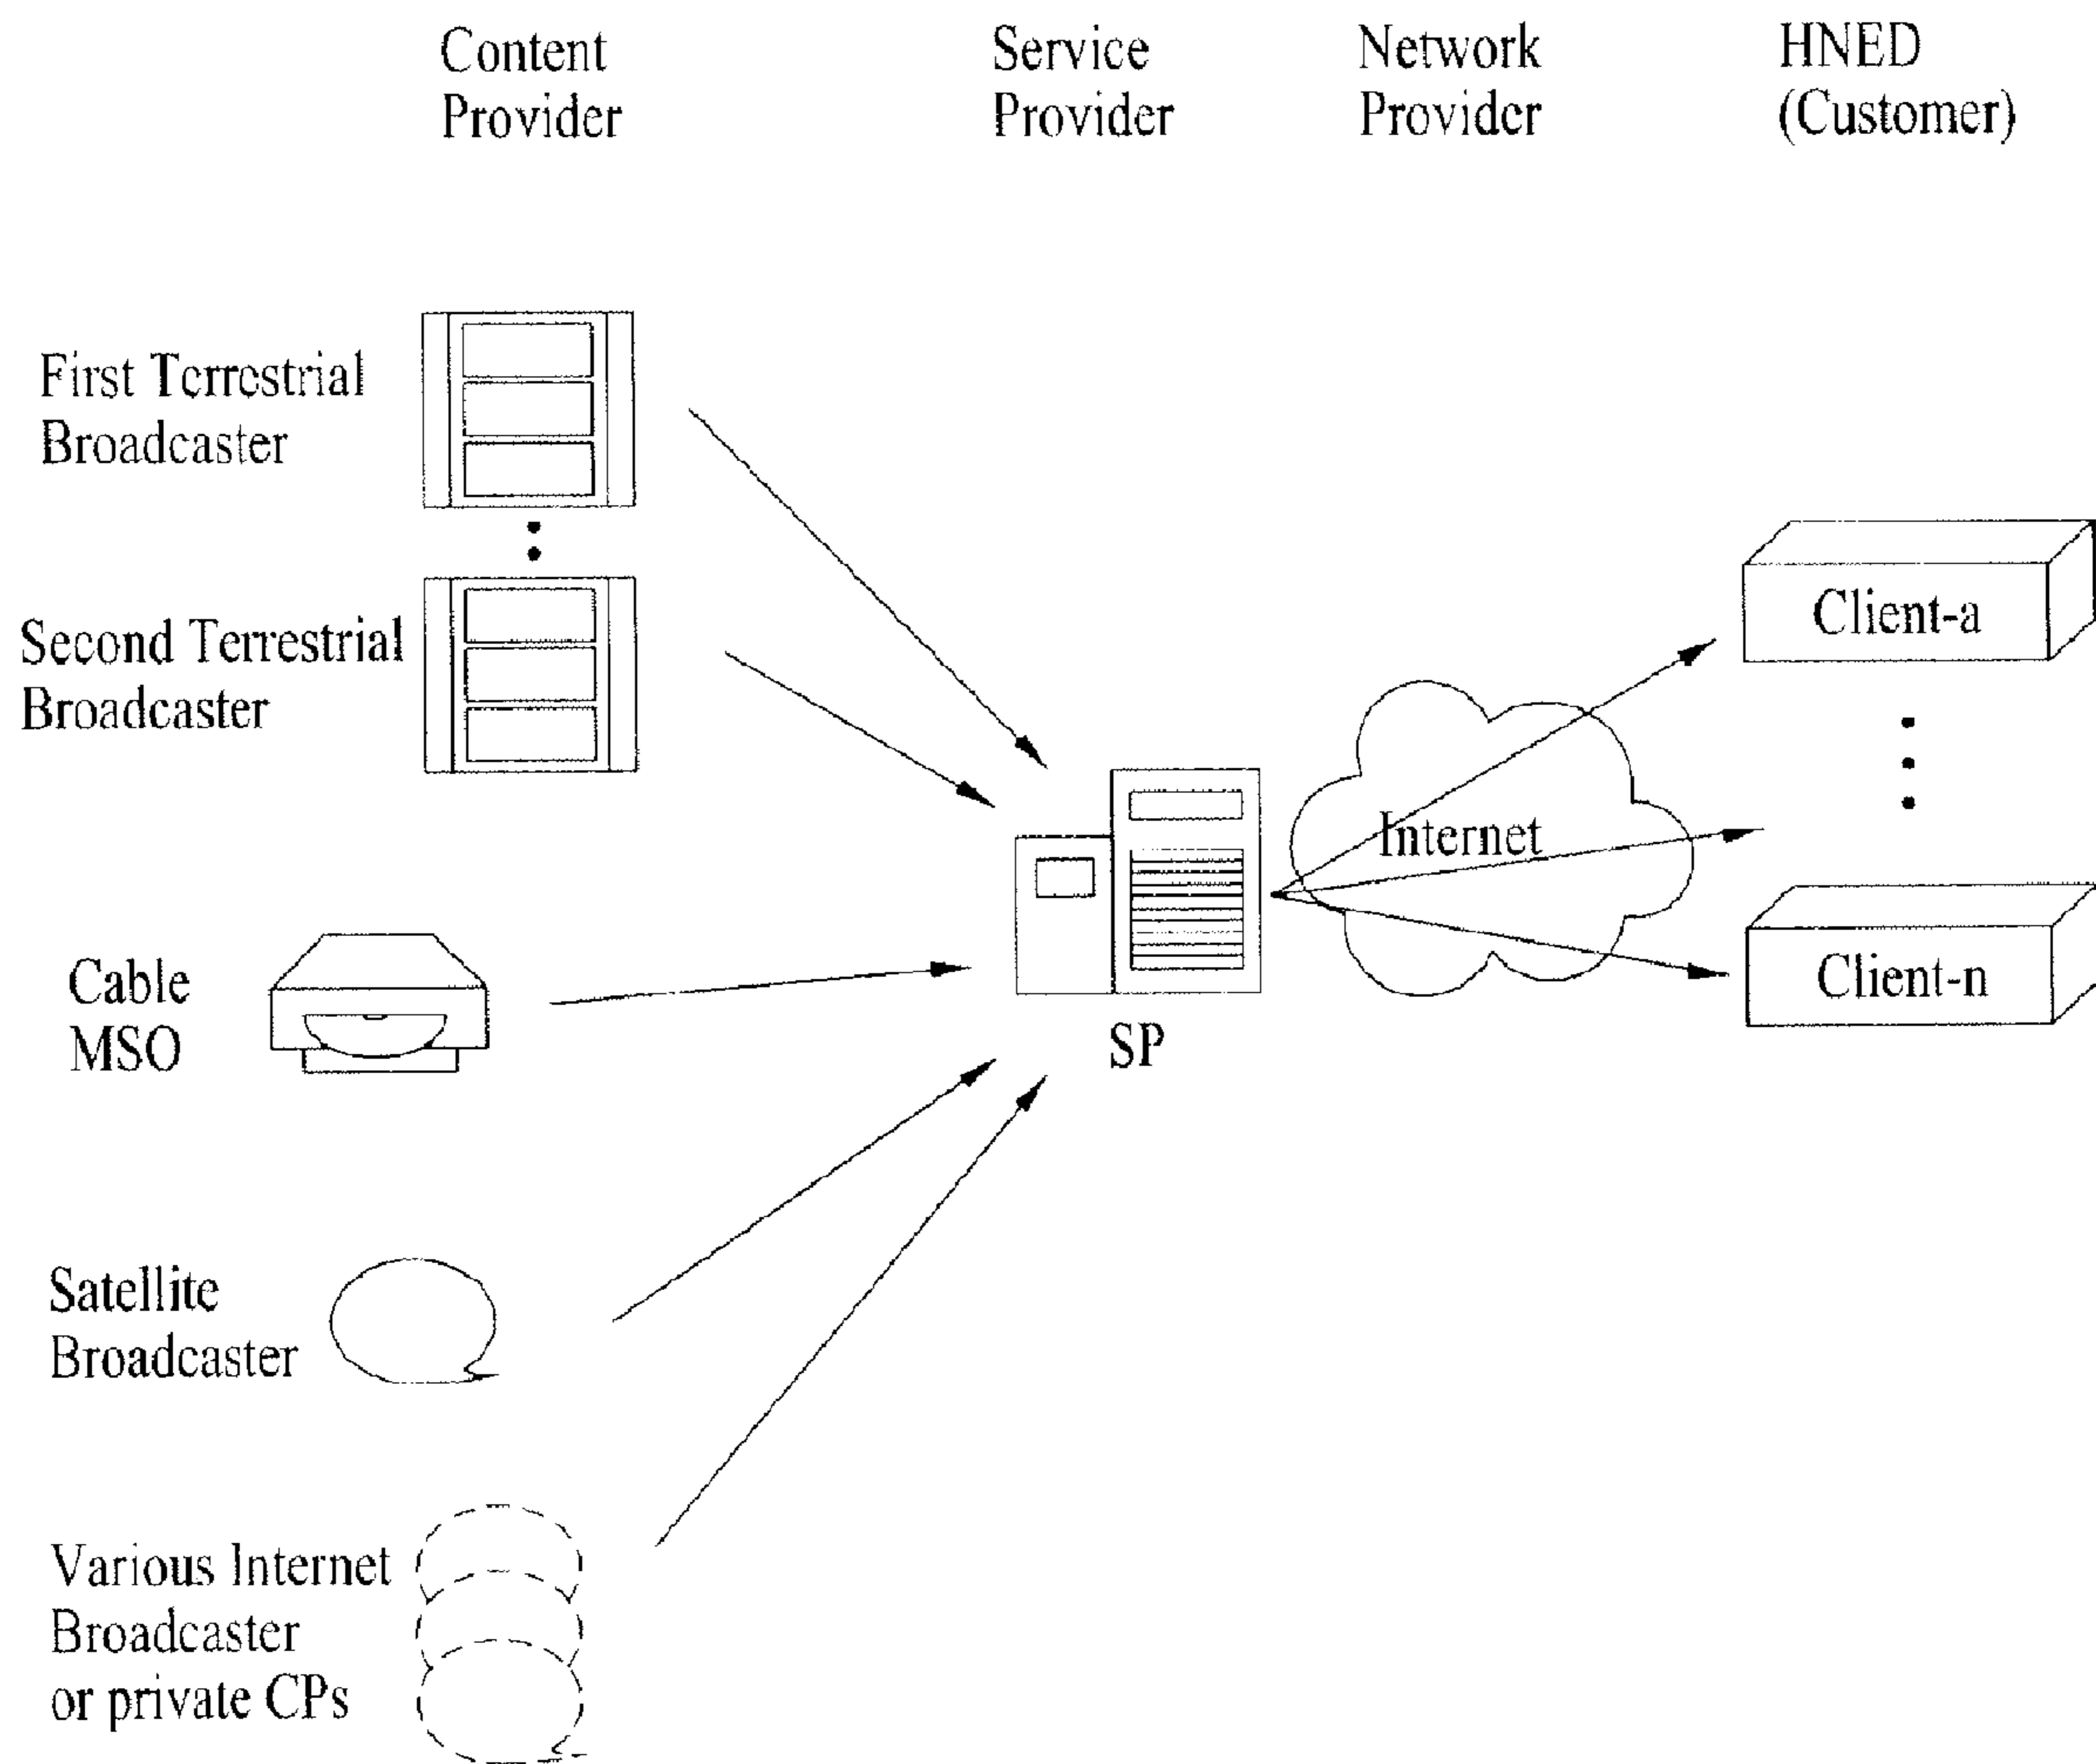 Content
Provider
Service
Provider
Network
Provider
HNED
(Customer)
First Terrestrial
Broadcaster
Second Terrestrial
Broadcaster
Client-a
Internet
Cable
MSO
Client-n
SP
Satellite
Broadcaster
Various Internet
Broadcaster
or private CPs